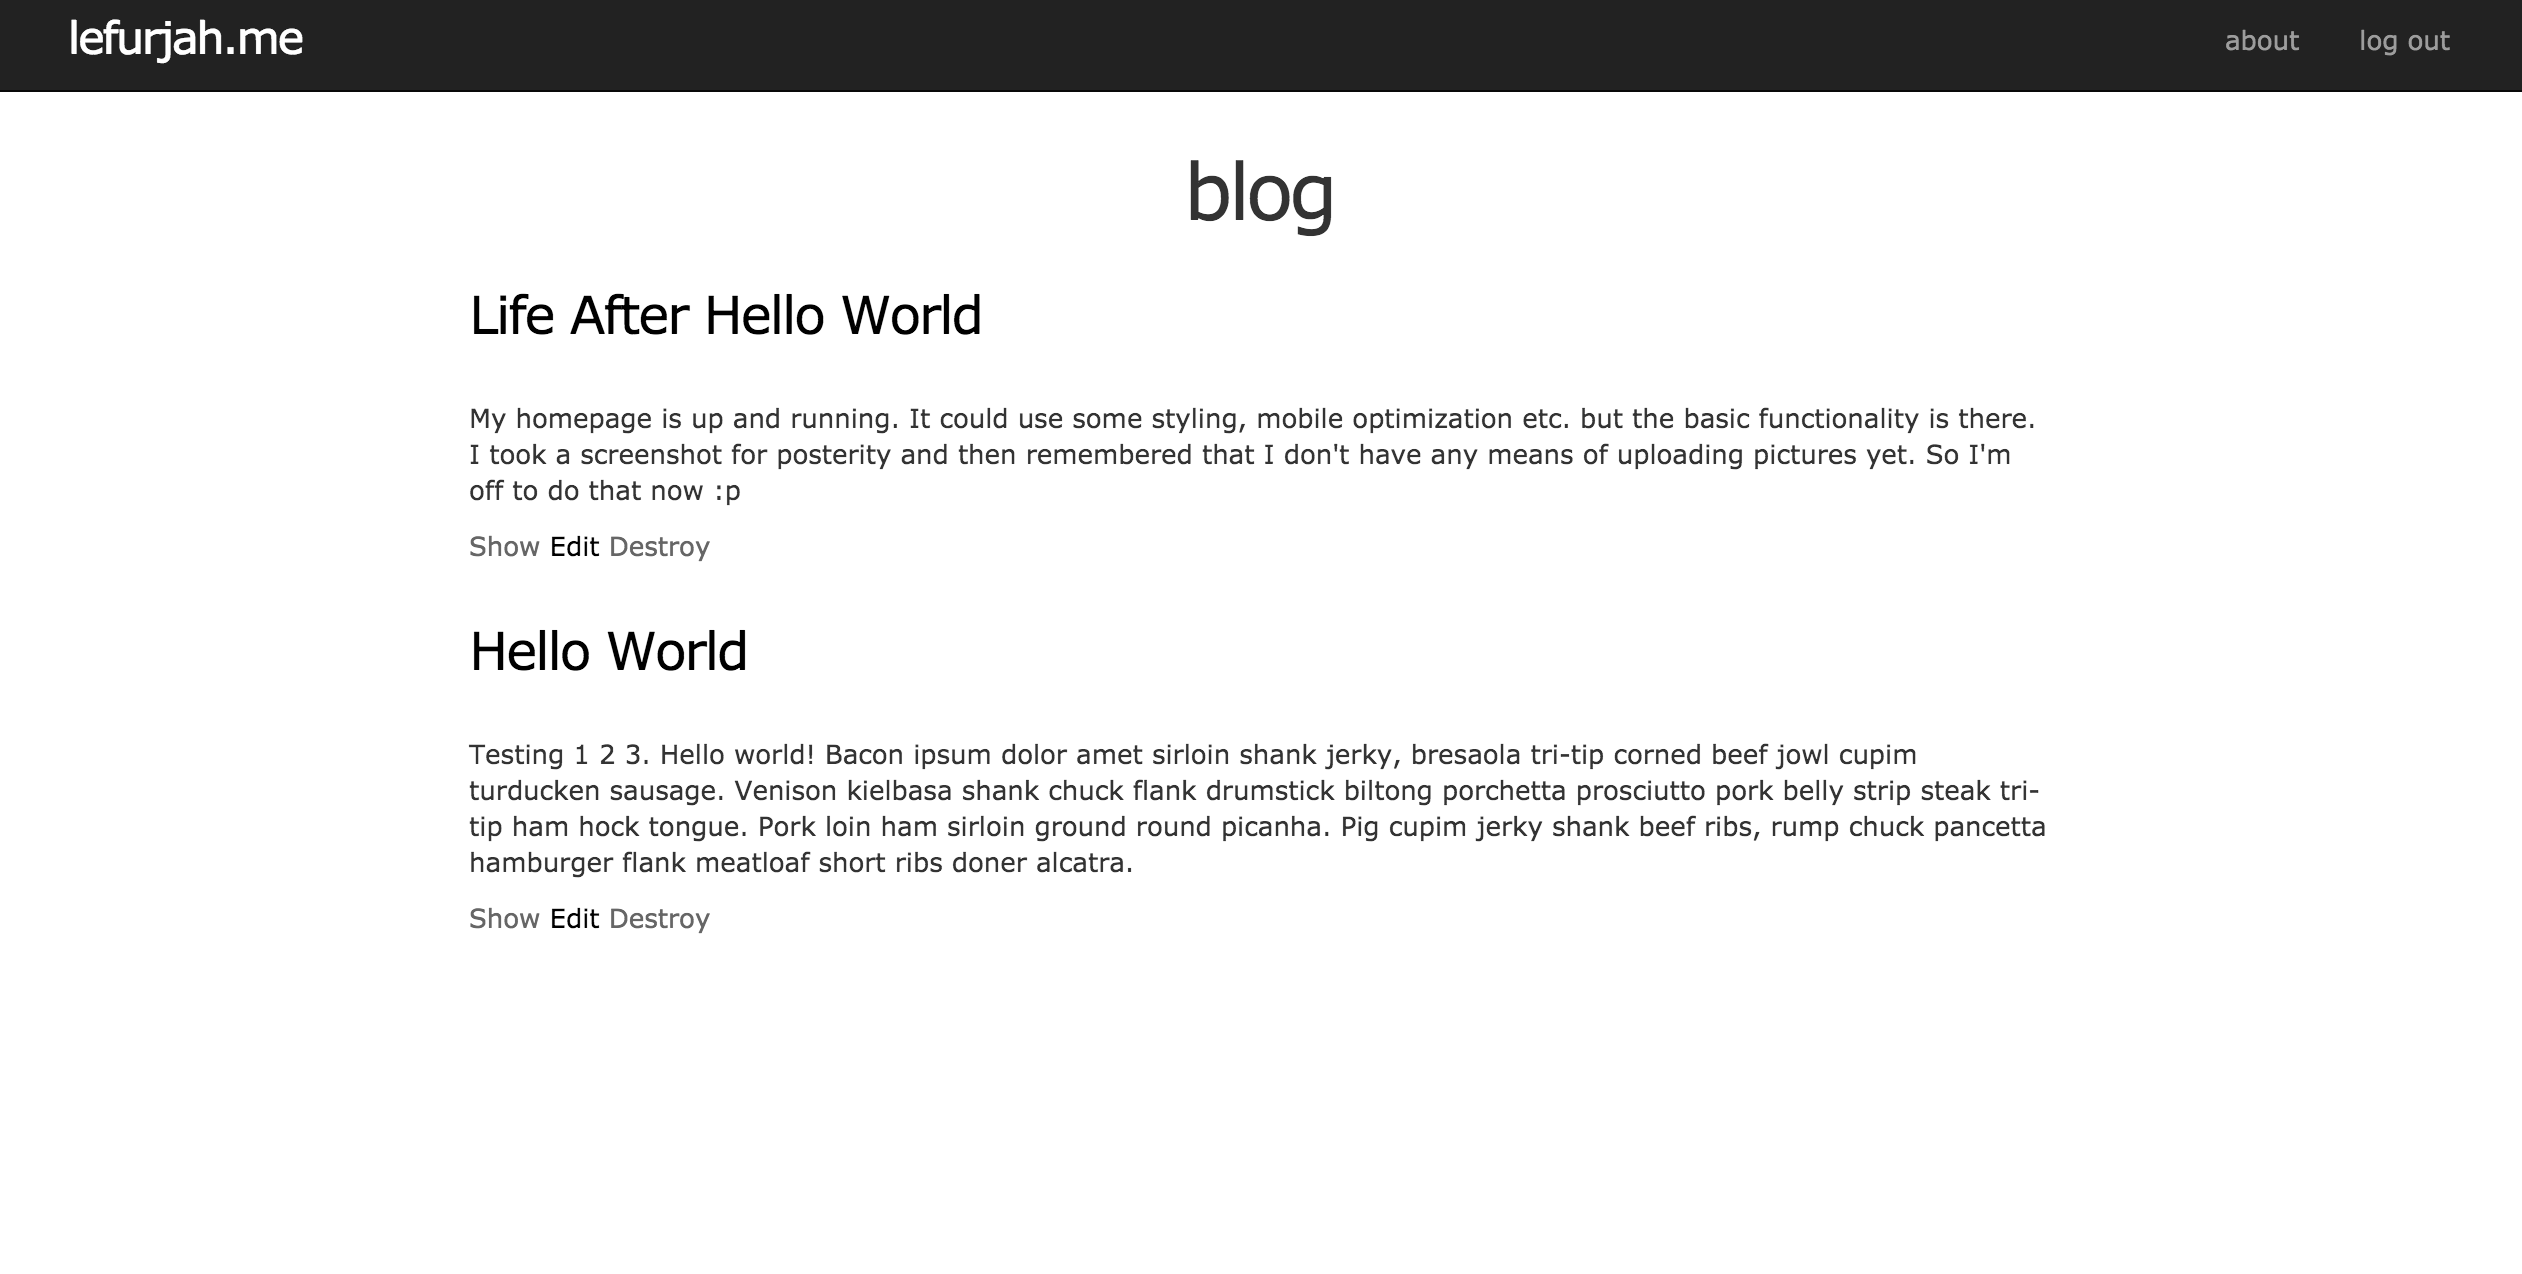 lefurjah.me
about
log out
blog
Life After Hello World
My homepage is up and running. It could use some styling, mobile optimization etc. but the basic functionality is there.
I took a screenshot for posterity and then remembered that I don't have any means of uploading pictures yet. So I'm
off to do that now :p
Show Edit Destroy
Hello World
Testing 1 2 3. Hello world! Bacon ipsum dolor amet sirloin shank jerky, bresaola tri-tip corned beef jowl cupim
turducken sausage. Venison kielbasa shank chuck flank drumstick biltong porchetta prosciutto pork belly strip steak tri-
tip ham hock tongue. Pork loin ham sirloin ground round picanha. Pig cupim jerky shank beef ribs, rump chuck pancetta
hamburger flank meatloaf short ribs doner alcatra.
Show Edit Destroy